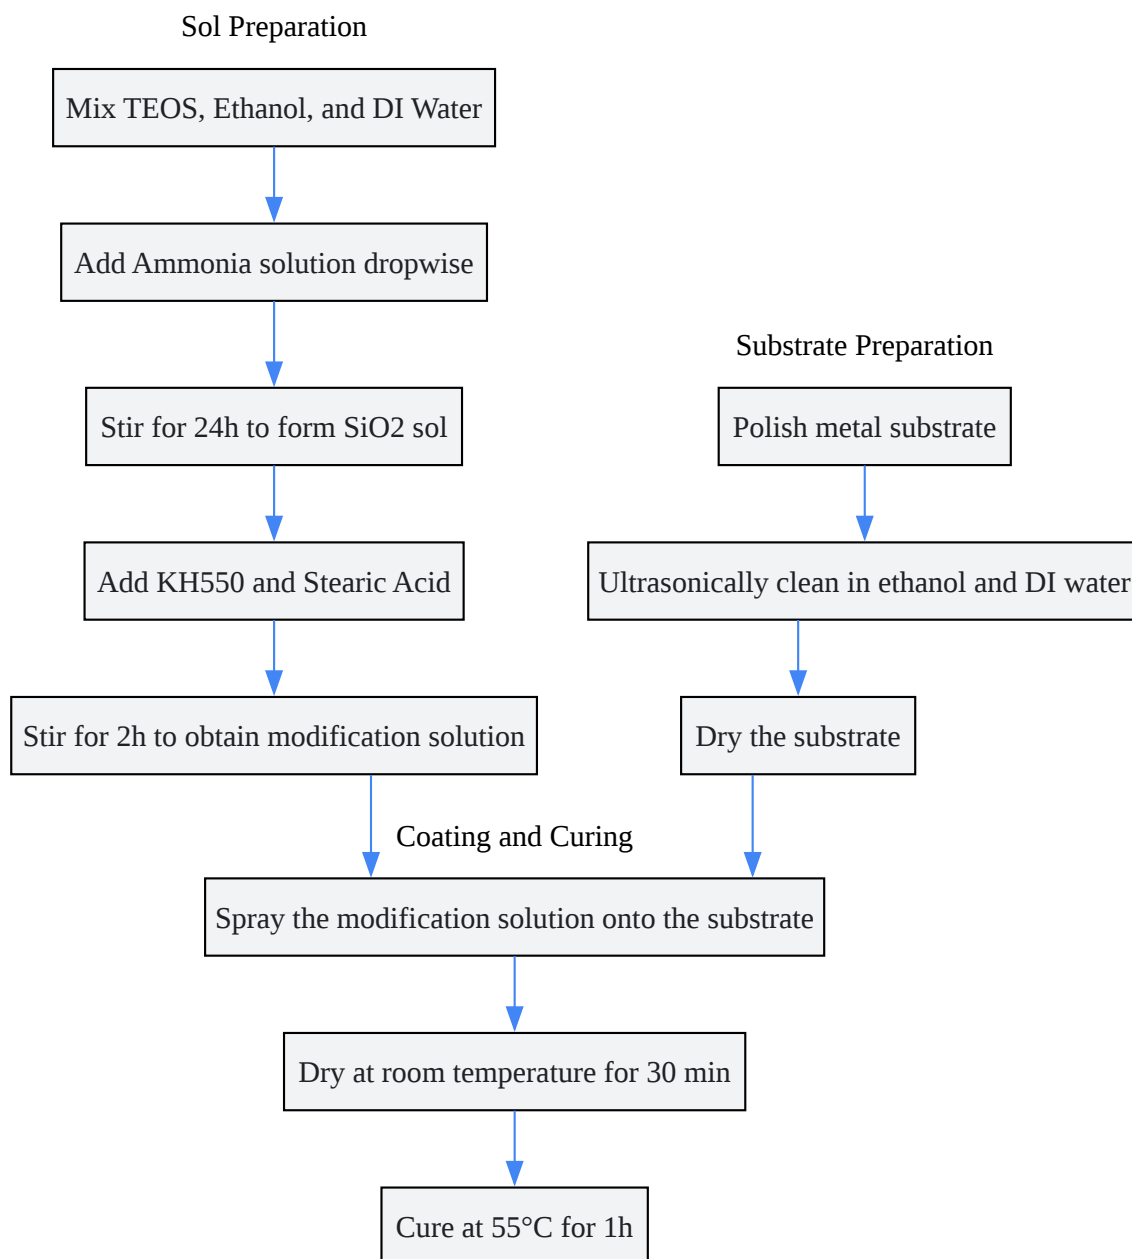 Sol Preparation
Mix TEOS, Ethanol, and DI Water
Add Ammonia solution dropwise
Stir for 24h to form SiO2 sol
Add KH550 and Stearic Acid
Stir for 2h to obtain modification solution
Substrate Preparation
Polish metal substrate
Ultrasonically clean in ethanol and DI water
Dry the substrate
Coating and Curing
Spray the modification solution onto the substrate
Dry at room temperature for 30 min
Cure at 55°C for 1h